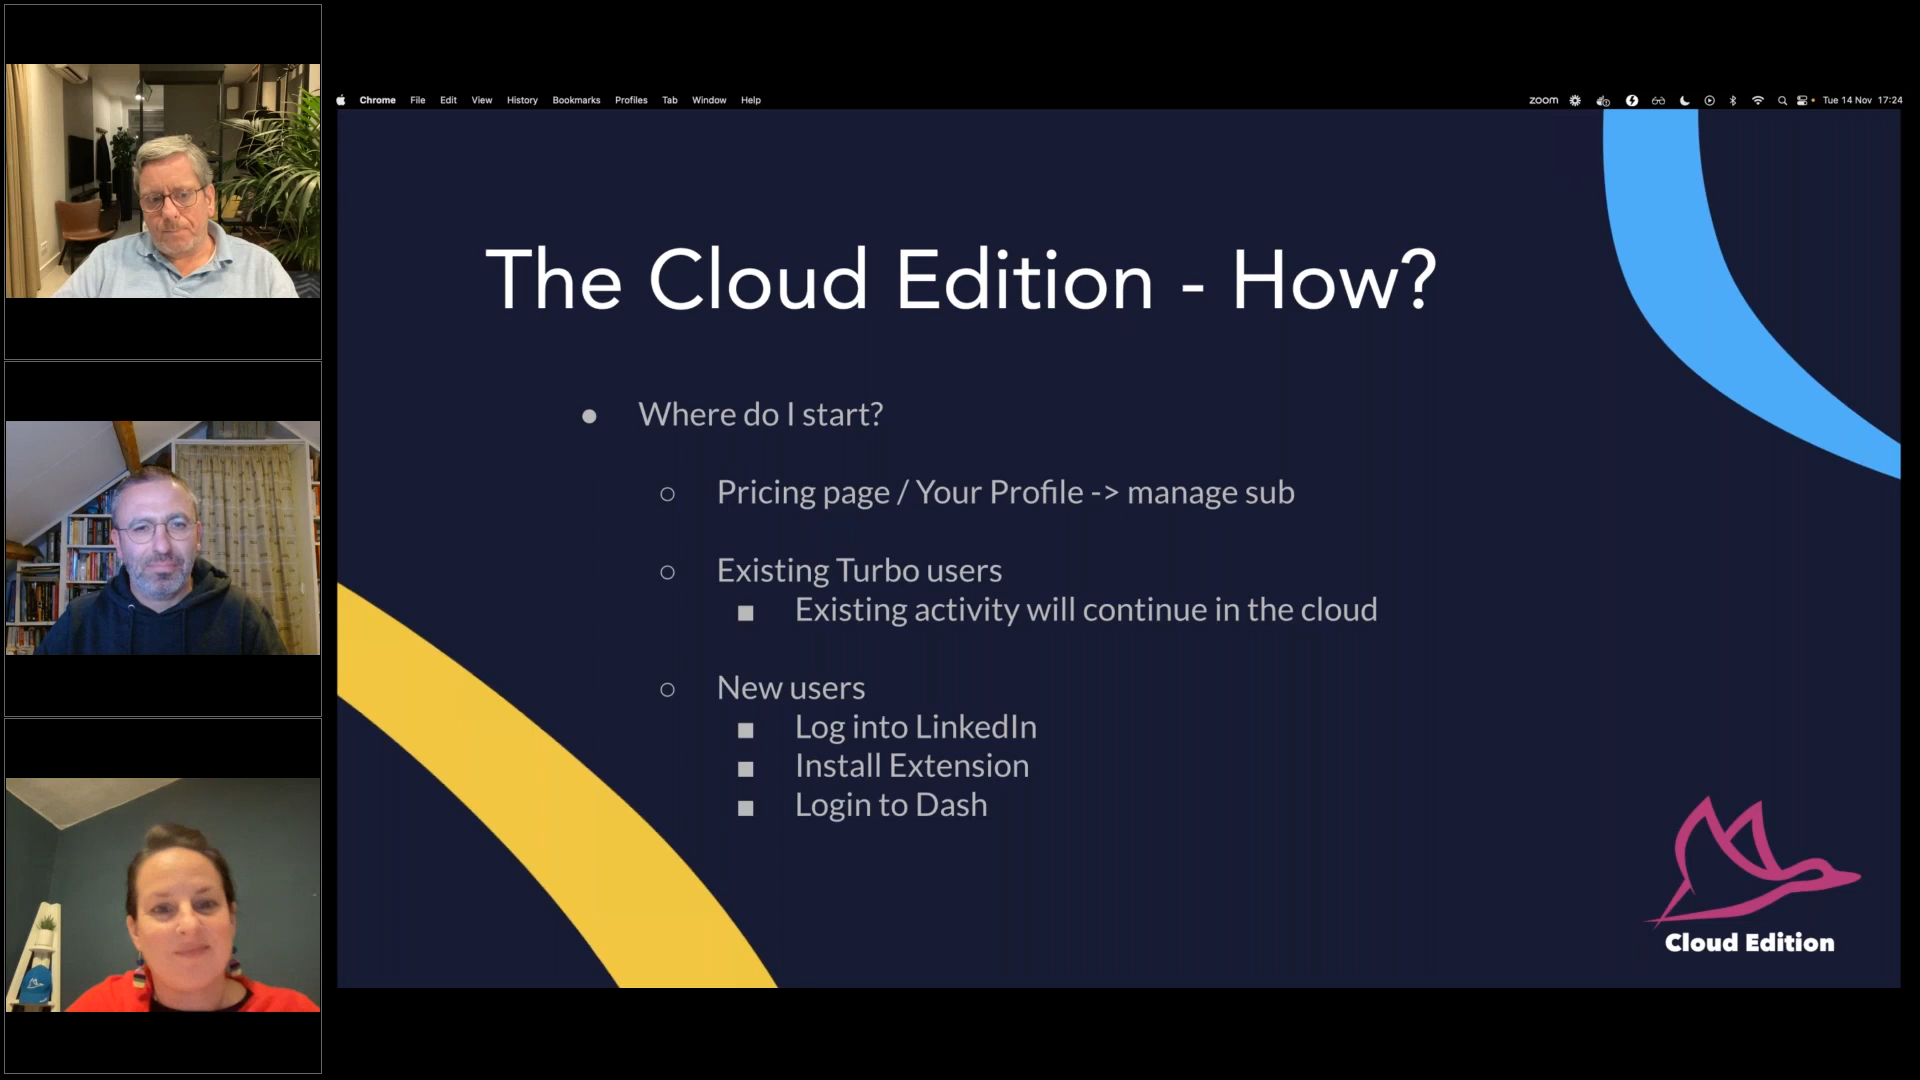 Chrome File Edit View History Bookmarks Profiles Tab Window Help
zoom Tue 14 Nov 17:24
The Cloud Edition - How?
Where do I start?
Pricing page / Your Profile -> manage sub
Existing Turbo users
Existing activity will continue in the cloud
New users
Log into LinkedIn
Install Extension
Login to Dash
Cloud Edition